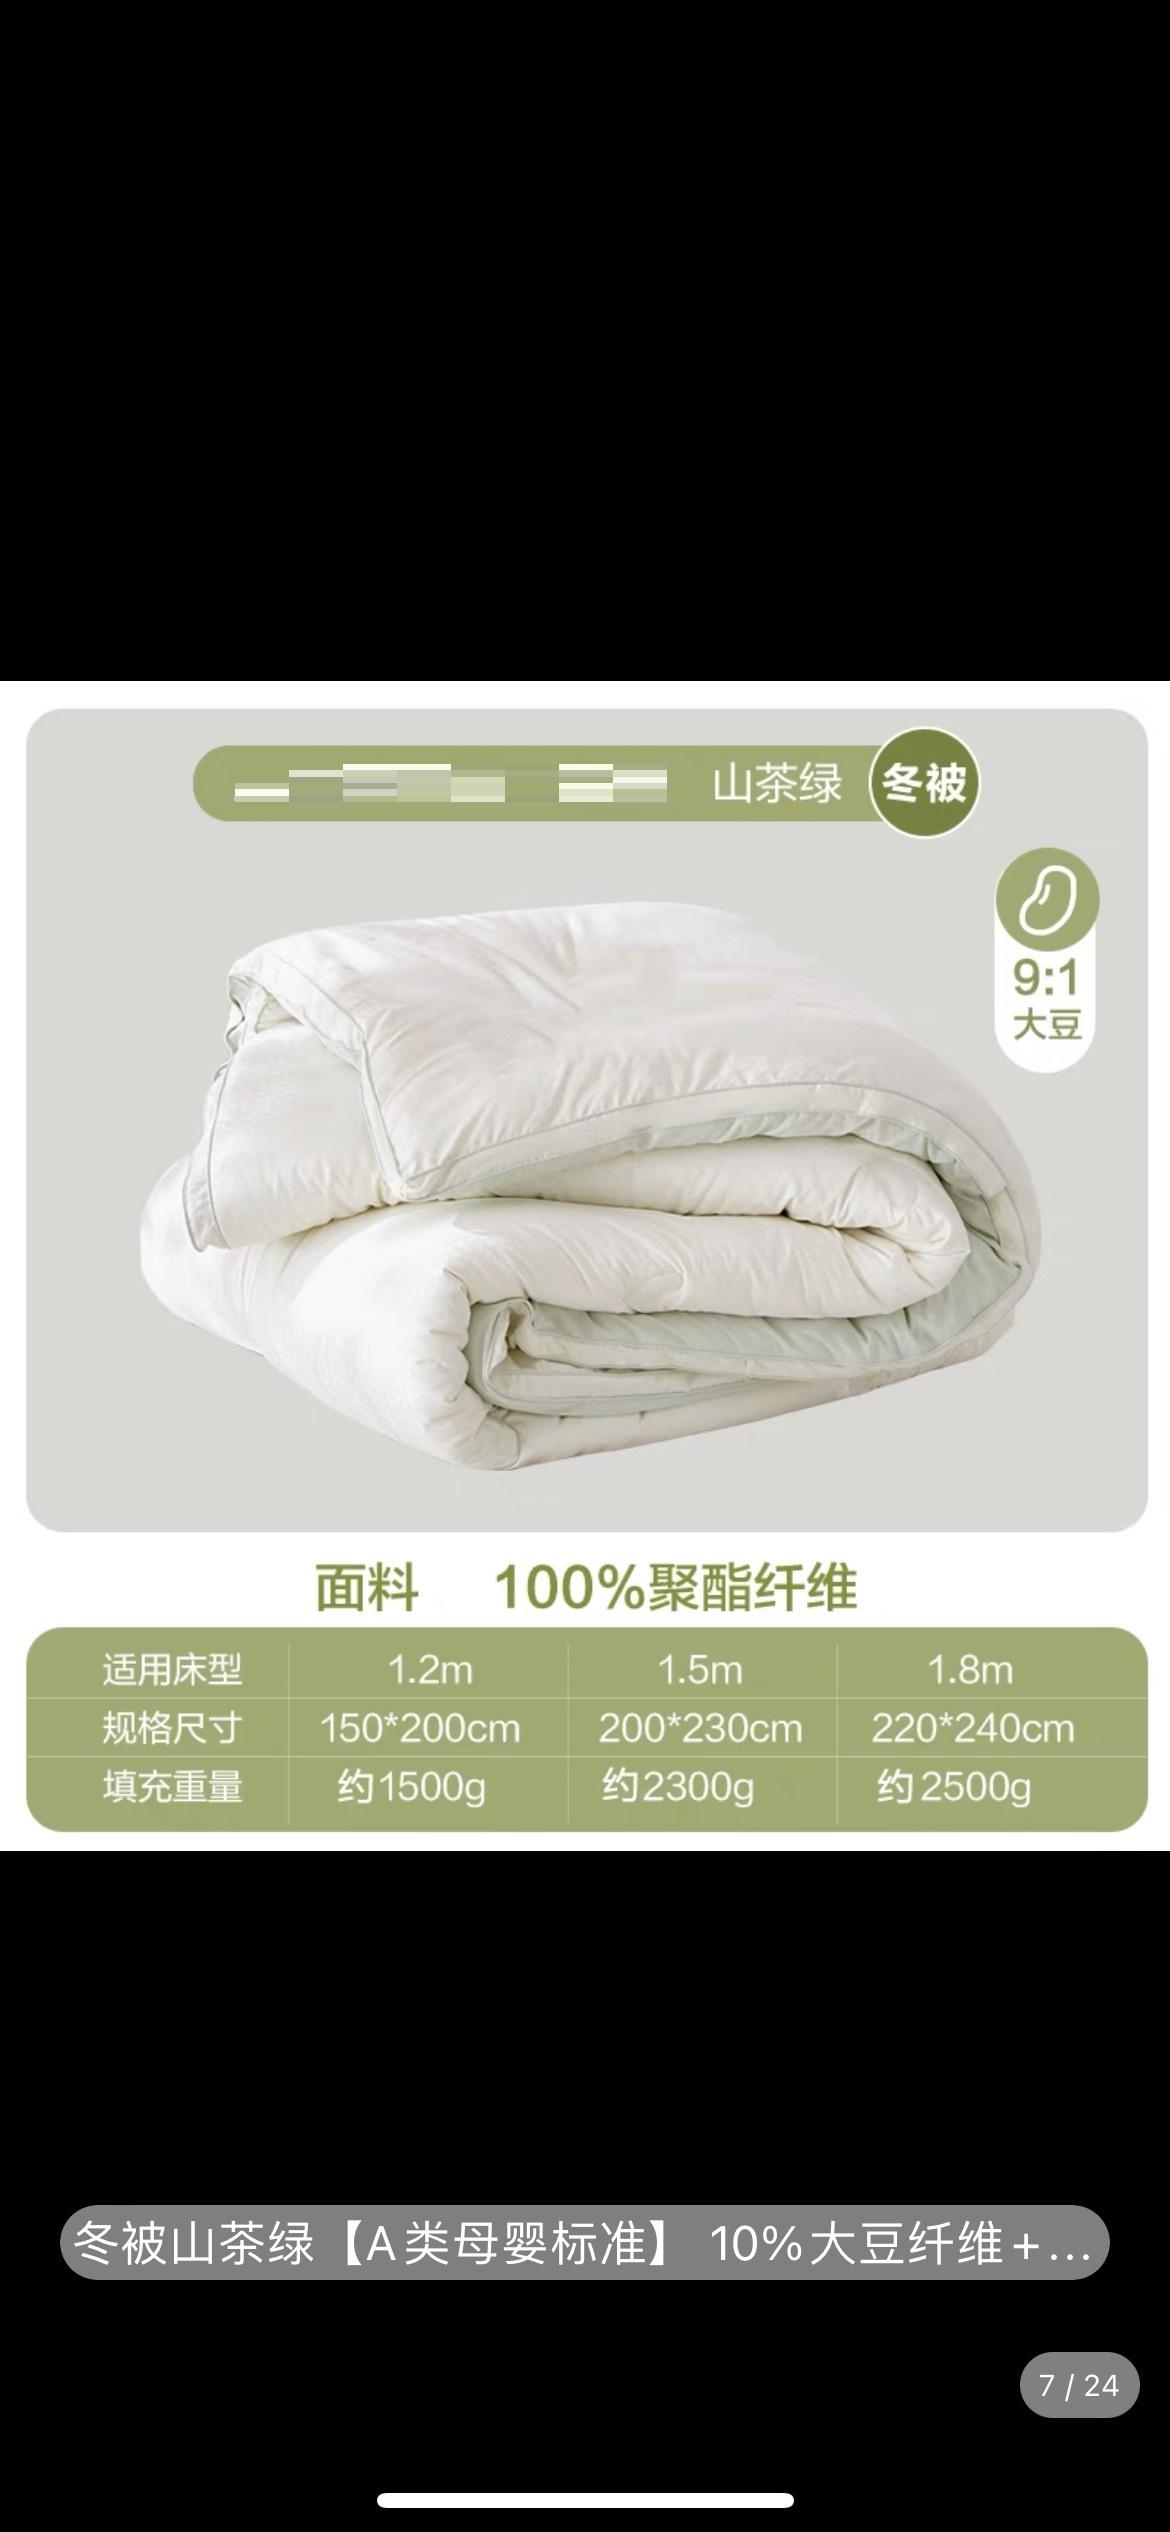 山茶绿 冬被
9:1
大豆
面料 100%聚酯纤维
适用床型 1.2m 1.5m 1.8m
规格尺寸 150*200cm 200*230cm 220*240cm
填充重量 约1500g 约2300g 约2500g
冬被山茶绿【A类母婴标准】 10%大豆纤维+...
7 / 24